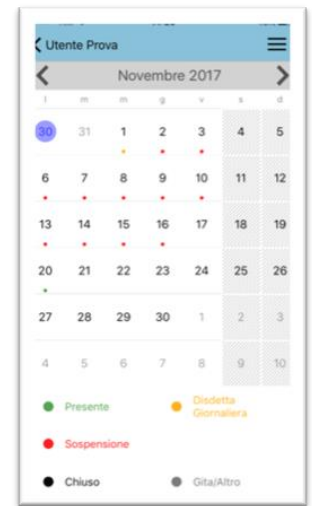 Utente Prova
Novembre 2017
l m m g v s d
30 31 1 2 3 4 5
6 7 8 9 10 11 12
13 14 15 16 17 18 19
20 21 22 23 24 25 26
27 28 29 30 1 2 3
4 5 6 7 8 9 10
Presente
Disdetta
Giornaliera
Sospensione
Chiuso
Gita/Altro